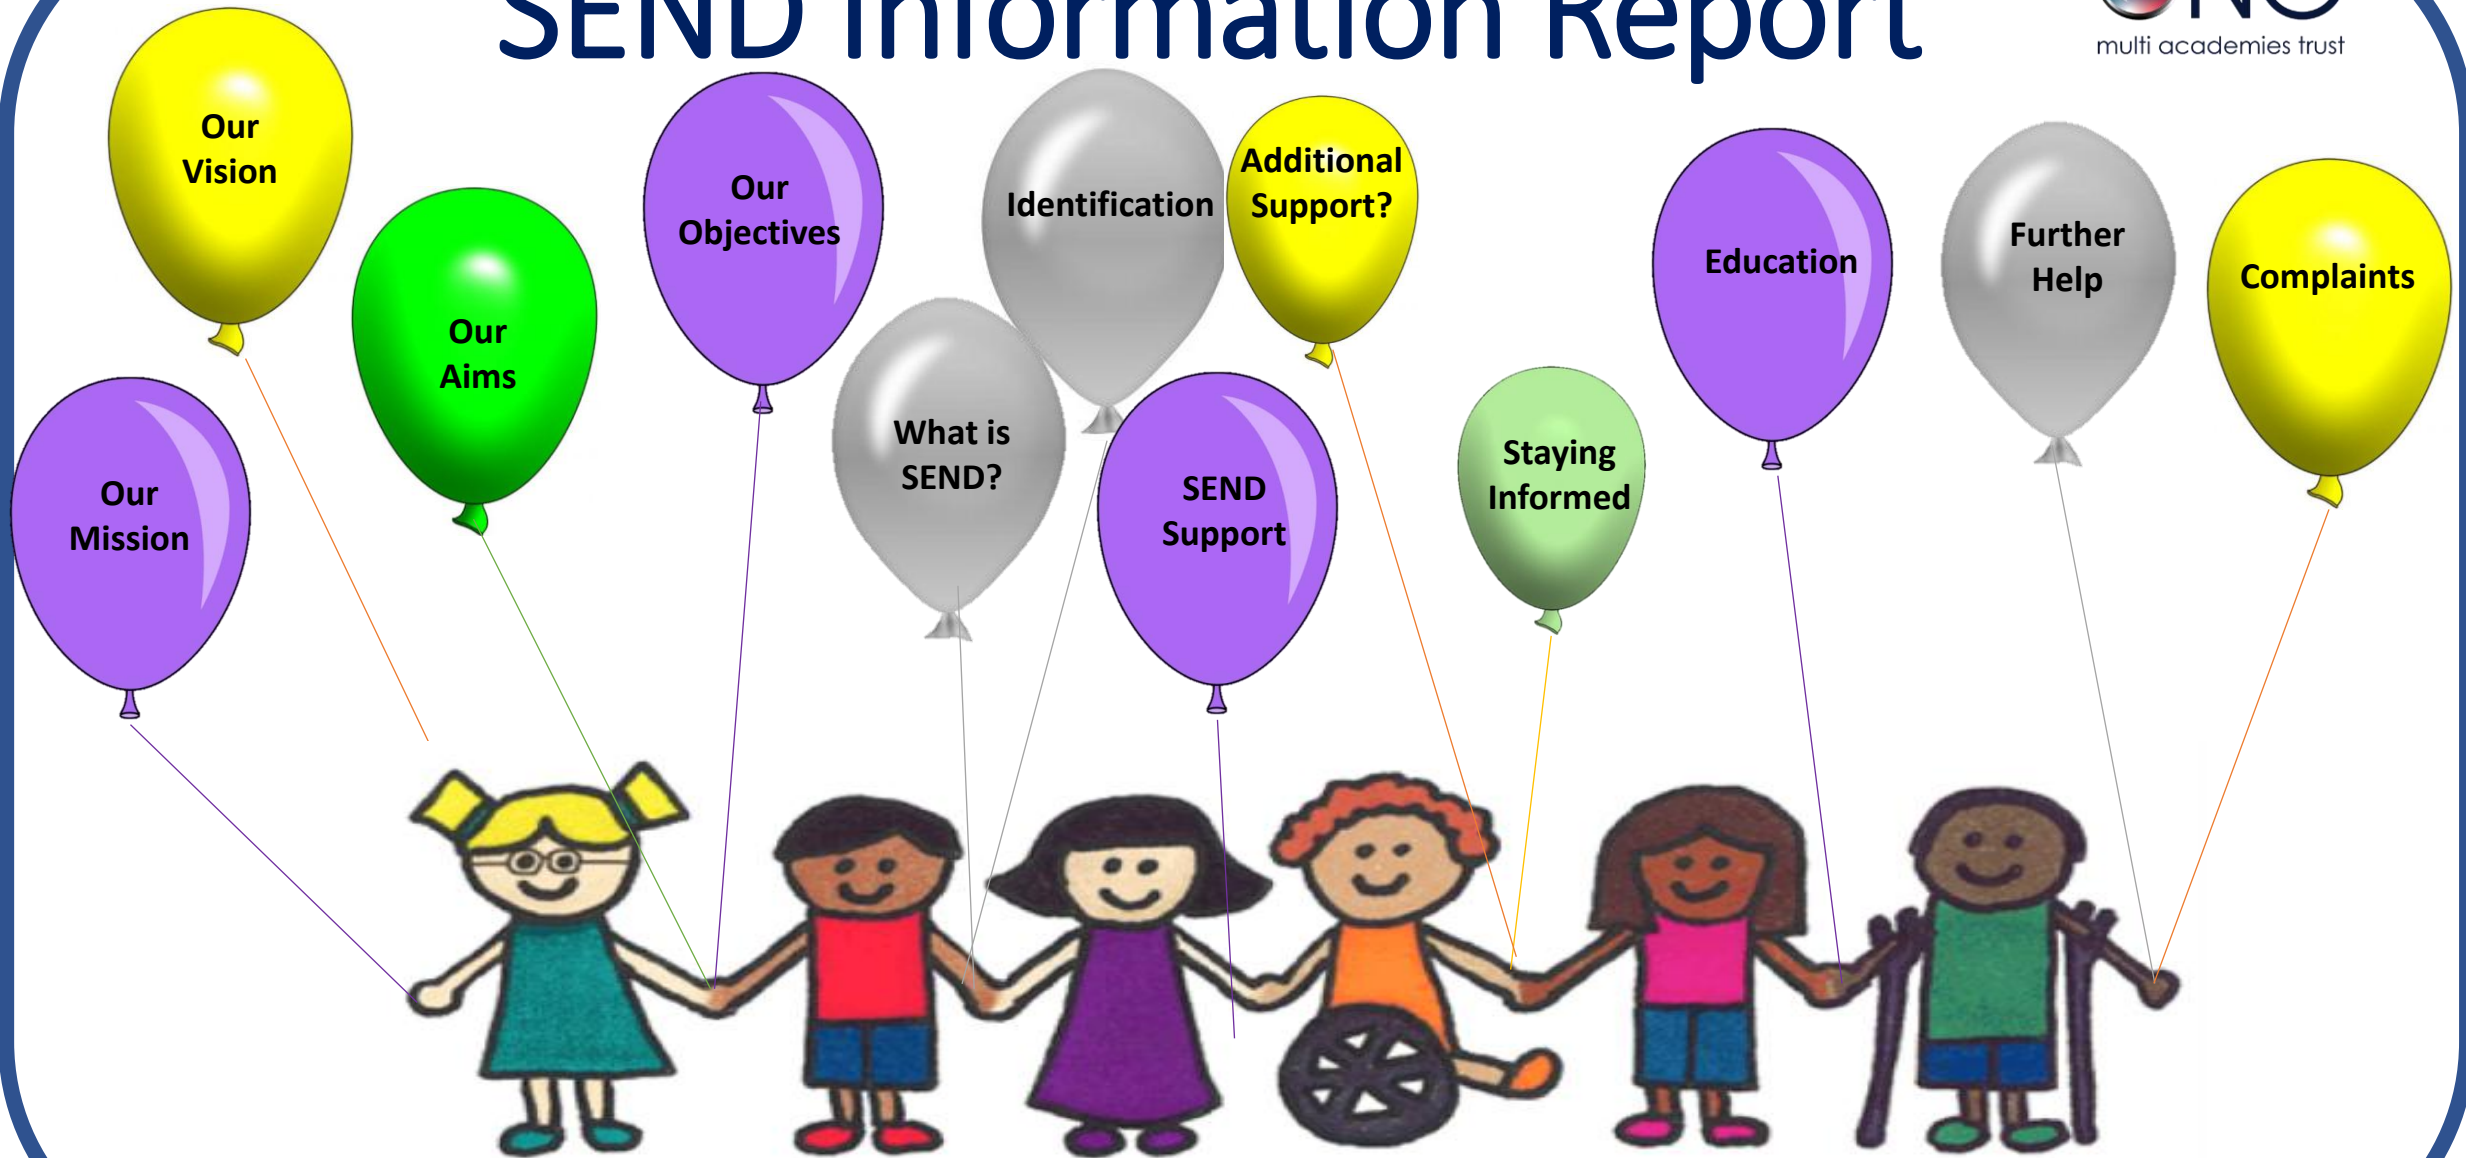 SEND Information Report
multi academies trust
Our
Vision
Our
Aims
Our
Mission
Our
Objectives
What is
SEND?
Identification
Additional
Support?
SEND
Support
Staying
Informed
Education
Further
Help
Complaints